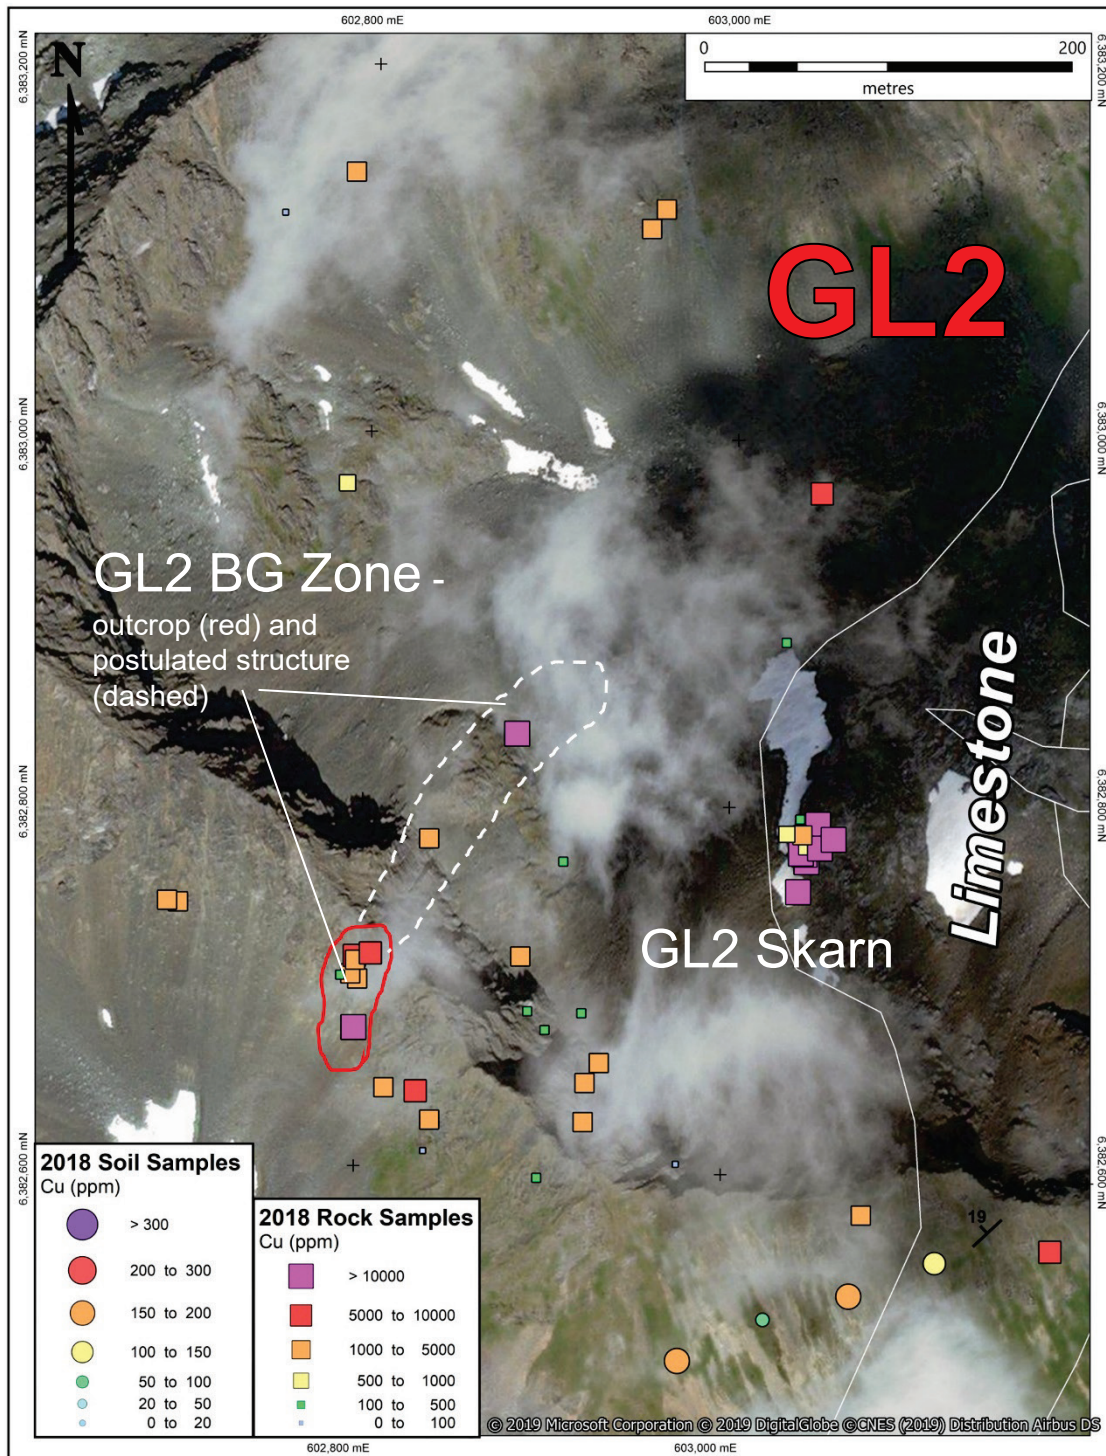 602,800 mE
603,000 mE
6,383,200 mN
6,383,200 mN
N
0
200
metres
GL2
6,383,000 mN
6,383,000 mN
GL2 BG Zone -
outcrop (red) and
postulated structure
(dashed)
Limestone
6,382,800 mN
6,382,800 mN
GL2 Skarn
6,382,600 mN
6,382,600 mN
19
2018 Soil Samples
Cu (ppm)
> 300
200 to 300
150 to 200
100 to 150
50 to 100
20 to 50
0 to 20
2018 Rock Samples
Cu (ppm)
> 10000
5000 to 10000
1000 to 5000
500 to 1000
100 to 500
0 to 100
© 2019 Microsoft Corporation © 2019 DigitalGlobe ©CNES (2019) Distribution Airbus DS
602,800 mE
603,000 mE